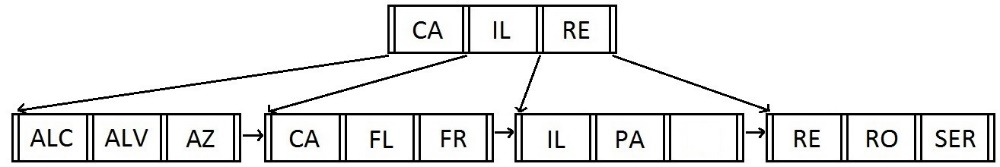 CA IL RE
ALC ALV AZ CA FL FR IL PA RE RO SER